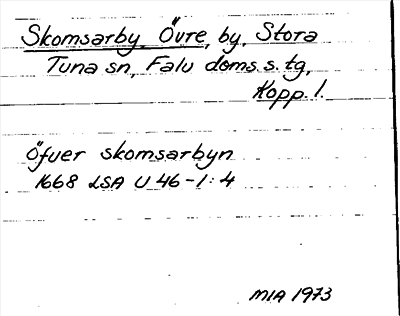 Skomsarby Övre, by, Stora
Tuna sn, Falu doms.s. tg,
Kopp. l.
Öfuer skomsarbyn
1668 LSA U 46-1:4
MIA 1973